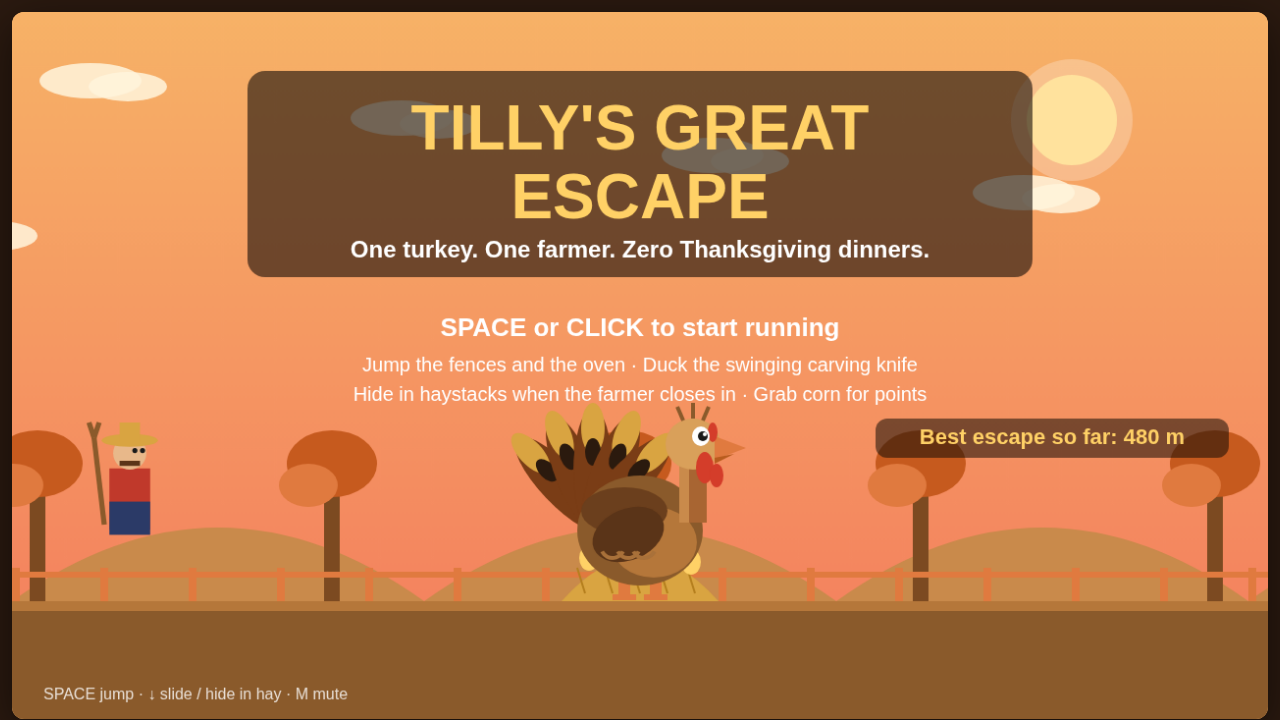 TILLY'S GREAT
ESCAPE
One turkey. One farmer. Zero Thanksgiving dinners.
SPACE or CLICK to start running
Jump the fences and the oven · Duck the swinging carving knife
Hide in haystacks when the farmer closes in · Grab corn for points
Best escape so far: 480 m
SPACE jump · ↓ slide / hide in hay · M mute